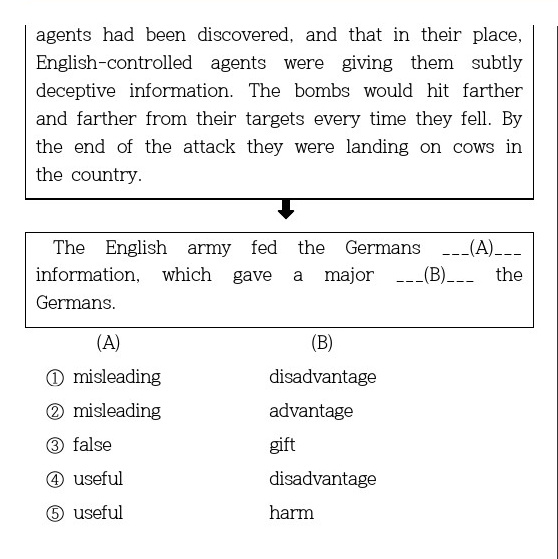 agents had been discovered, and that in their place,
English-controlled agents were giving them subtly
deceptive information. The bombs would hit farther
and farther from their targets every time they fell. By
the end of the attack they were landing on cows in
the country.
The English army fed the Germans ___(A)___
information, which gave a major ___(B)___ the
Germans.
(A) (B)
① misleading disadvantage
② misleading advantage
③ false gift
④ useful disadvantage
⑤ useful harm